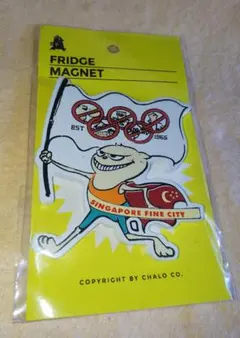 FRIDGE
MAGNET
EST 1965
SINGAPORE FINE CITY
COPYRIGHT BY CHALO CO.